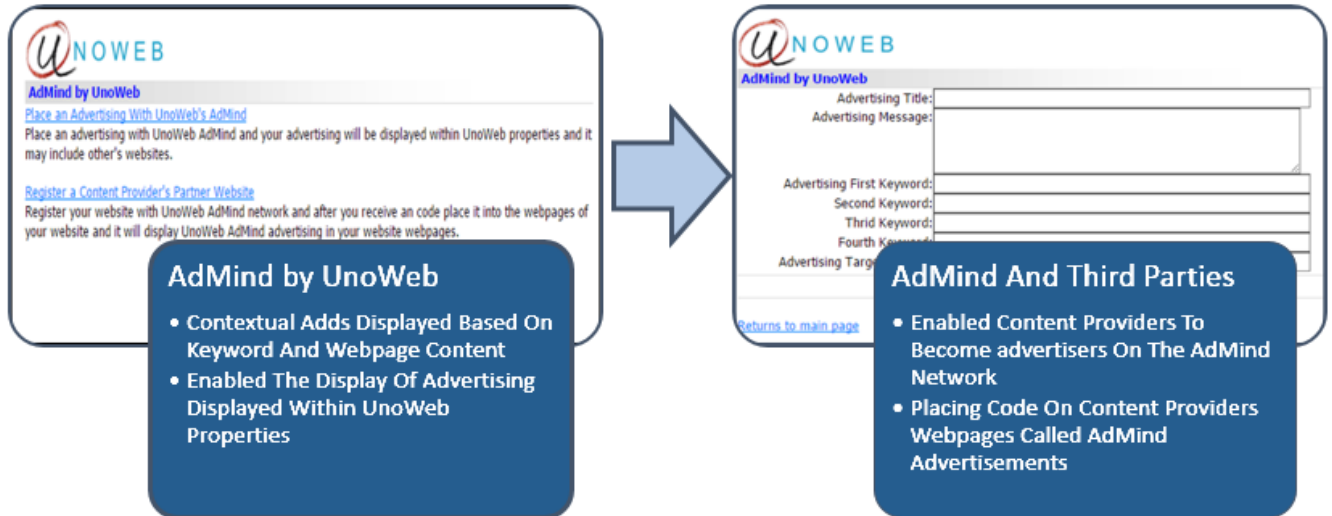 UNOWEB
AdMind by UnoWeb
Place an Advertising With UnoWeb's AdMind
Place an advertising with UnoWeb AdMind and your advertising will be displayed within UnoWeb properties and it
may include other's websites.
Register a Content Provider's Partner Website
Register your website with UnoWeb AdMind network and after you receive an code place it into the webpages of
your website and it will display UnoWeb AdMind advertising in your website webpages.
AdMind by UnoWeb
• Contextual Adds Displayed Based On
Keyword And Webpage Content
• Enabled The Display Of Advertising
Displayed Within UnoWeb
Properties
UNOWEB
AdMind by UnoWeb
Advertising Title:
Advertising Message:
Advertising First Keyword:
Second Keyword:
Thrid Keyword:
Fourth Keyword:
Advertising
Returns to main page
AdMind And Third Parties
• Enabled Content Providers To
Become advertisers On The AdMind
Network
• Placing Code On Content Providers
Webpages Called AdMind
Advertisements